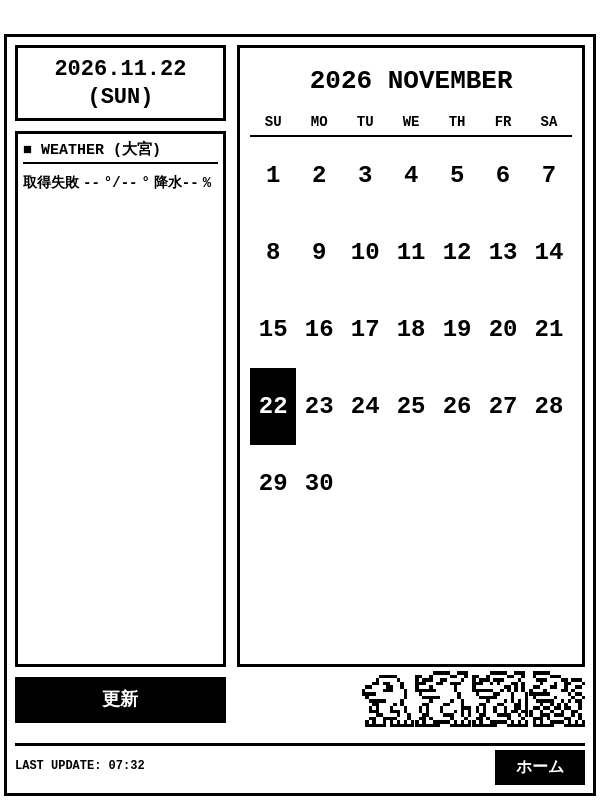 2026.11.22
(SUN)
■ WEATHER (大宮)
取得失敗 -- °/-- ° 降水-- %
2026 NOVEMBER
SU MO TU WE TH FR SA
1 2 3 4 5 6 7
8 9 10 11 12 13 14
15 16 17 18 19 20 21
22 23 24 25 26 27 28
29 30
更新
LAST UPDATE: 07:32
ホーム